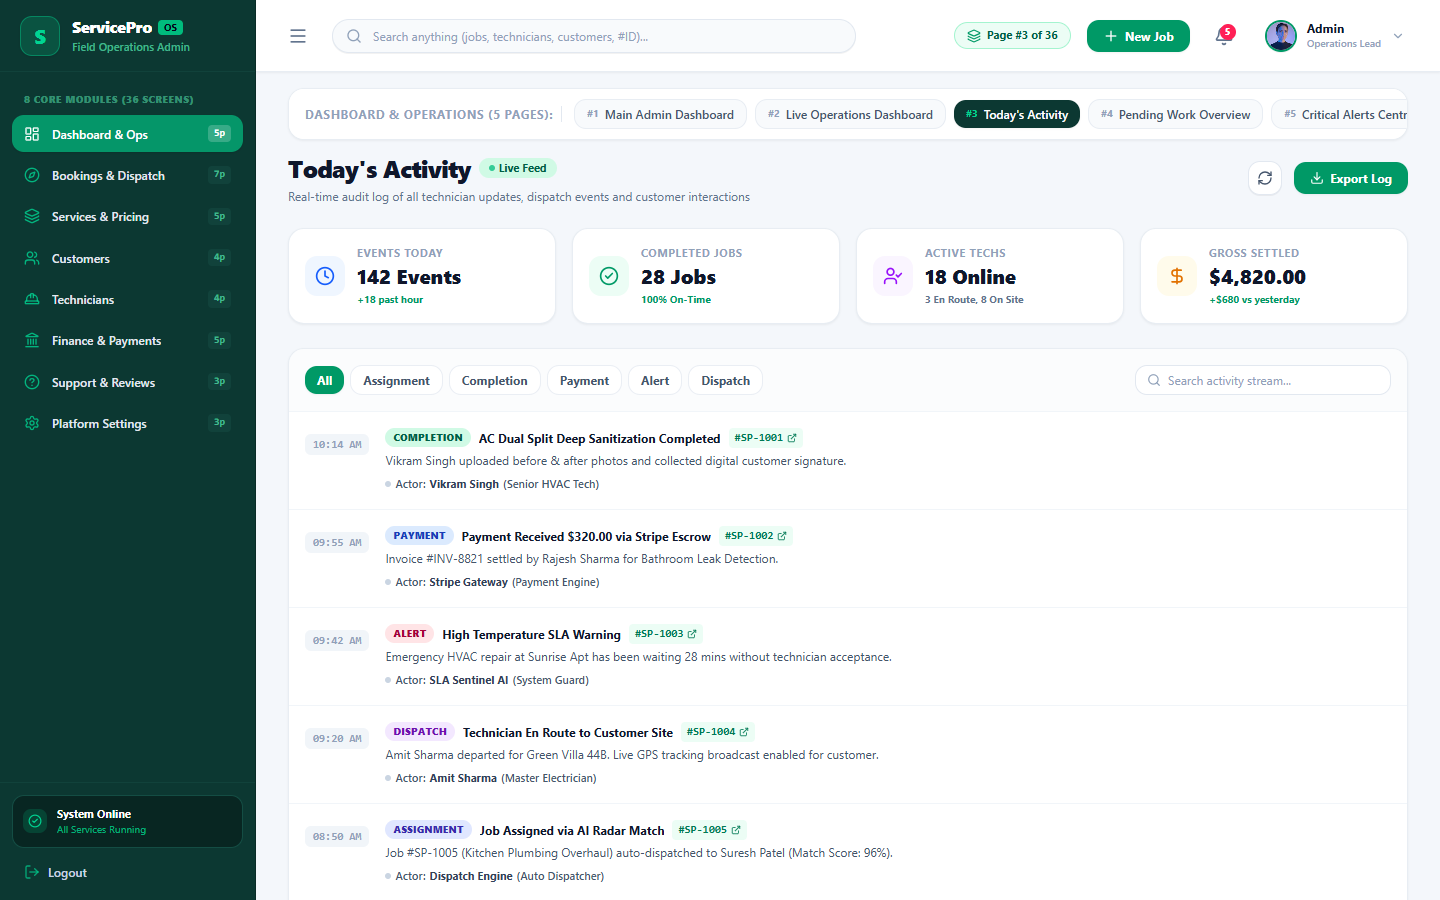 S
ServicePro OS
Field Operations Admin
8 CORE MODULES (36 SCREENS)
Dashboard & Ops 5p
Bookings & Dispatch 7p
Services & Pricing 5p
Customers 4p
Technicians 4p
Finance & Payments 5p
Support & Reviews 3p
Platform Settings 3p
System Online
All Services Running
Logout
Search anything (jobs, technicians, customers, #ID)...
Page #3 of 36
New Job
5
Admin
Operations Lead
DASHBOARD & OPERATIONS (5 PAGES):
#1 Main Admin Dashboard
#2 Live Operations Dashboard
#3 Today's Activity
#4 Pending Work Overview
#5 Critical Alerts Centr
Today's Activity
Live Feed
Real-time audit log of all technician updates, dispatch events and customer interactions
Export Log
EVENTS TODAY
142 Events
+18 past hour
COMPLETED JOBS
28 Jobs
100% On-Time
ACTIVE TECHS
18 Online
3 En Route, 8 On Site
GROSS SETTLED
$4,820.00
+$680 vs yesterday
All
Assignment
Completion
Payment
Alert
Dispatch
Search activity stream...
10:14 AM
COMPLETION AC Dual Split Deep Sanitization Completed #SP-1001
Vikram Singh uploaded before & after photos and collected digital customer signature.
Actor: Vikram Singh (Senior HVAC Tech)
09:55 AM
PAYMENT Payment Received $320.00 via Stripe Escrow #SP-1002
Invoice #INV-8821 settled by Rajesh Sharma for Bathroom Leak Detection.
Actor: Stripe Gateway (Payment Engine)
09:42 AM
ALERT High Temperature SLA Warning #SP-1003
Emergency HVAC repair at Sunrise Apt has been waiting 28 mins without technician acceptance.
Actor: SLA Sentinel AI (System Guard)
09:20 AM
DISPATCH Technician En Route to Customer Site #SP-1004
Amit Sharma departed for Green Villa 44B. Live GPS tracking broadcast enabled for customer.
Actor: Amit Sharma (Master Electrician)
08:50 AM
ASSIGNMENT Job Assigned via AI Radar Match #SP-1005
Job #SP-1005 (Kitchen Plumbing Overhaul) auto-dispatched to Suresh Patel (Match Score: 96%).
Actor: Dispatch Engine (Auto Dispatcher)